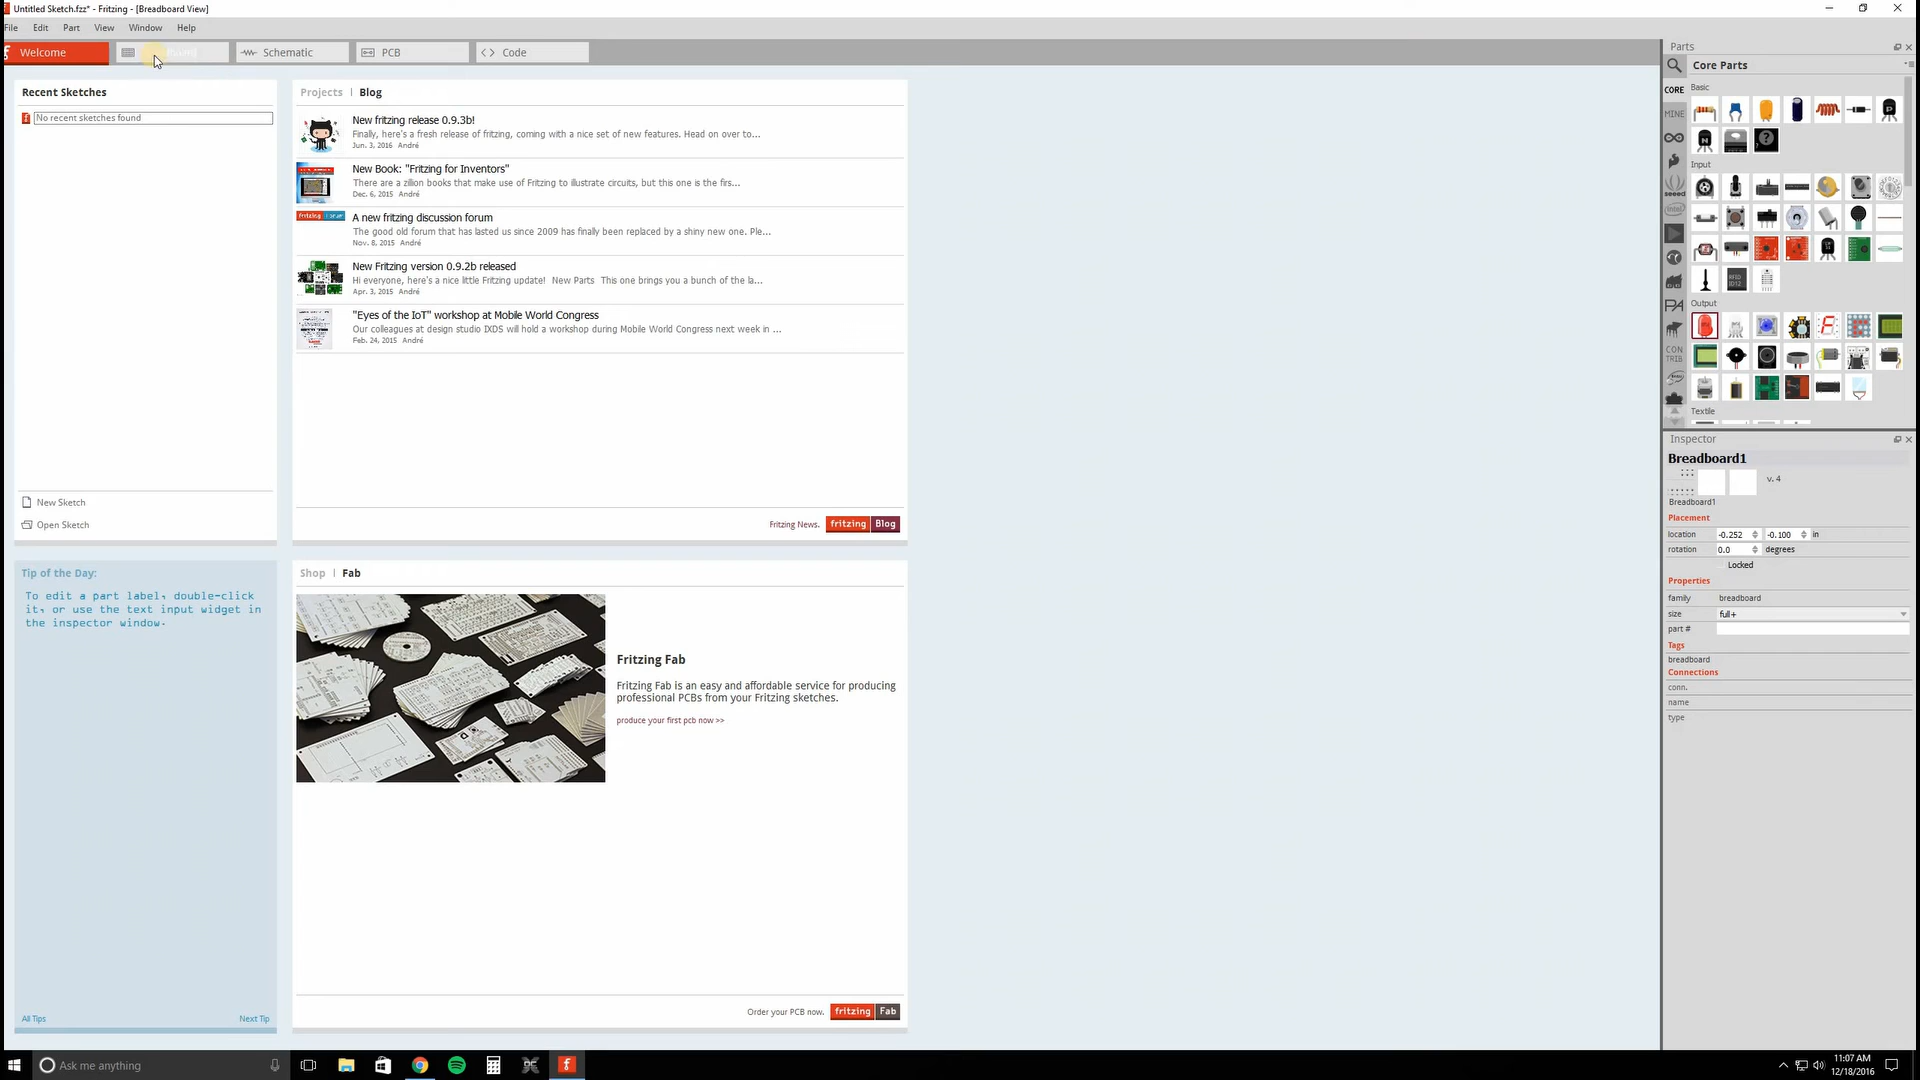 Untitled Sketch.fzz* - Fritzing - [Breadboard View]
File Edit Part View Window Help
Welcome
Schematic
PCB
Code
Recent Sketches
No recent sketches found
New Sketch
Open Sketch
Projects | Blog
New fritzing release 0.9.3b!
Finally, here's a fresh release of fritzing, coming with a nice set of new features. Head on over to...
Jun. 3, 2016 André
New Book: "Fritzing for Inventors"
There are a zillion books that make use of Fritzing to illustrate circuits, but this one is the firs...
Dec. 6, 2015 André
A new fritzing discussion forum
The good old forum that has lasted us since 2009 has finally been replaced by a shiny new one. Ple...
Nov. 8, 2015 André
New Fritzing version 0.9.2b released
Hi everyone, here's a nice little Fritzing update! New Parts This one brings you a bunch of the la...
Apr. 3, 2015 André
"Eyes of the IoT" workshop at Mobile World Congress
Our colleagues at design studio IXDS will hold a workshop during Mobile World Congress next week in ...
Feb. 24, 2015 André
Fritzing News. fritzing Blog
Tip of the Day:
To edit a part label, double-click
it, or use the text input widget in
the inspector window.
All Tips
Next Tip
Shop | Fab
Fritzing Fab
Fritzing Fab is an easy and affordable service for producing
professional PCBs from your Fritzing sketches.
produce your first pcb now >>
Order your PCB now. fritzing Fab
Parts
Core Parts
CORE
MINE
seeed
intel
PA
CON
TRIB
Basic
Input
RFID
ID12
Output
Textile
Inspector
Breadboard1
v. 4
Breadboard1
Placement
location -0.252 -0.100 in
rotation 0.0 degrees
Locked
Properties
family breadboard
size full+
part #
Tags
breadboard
Connections
conn.
name
type
Ask me anything
11:07 AM
12/18/2016